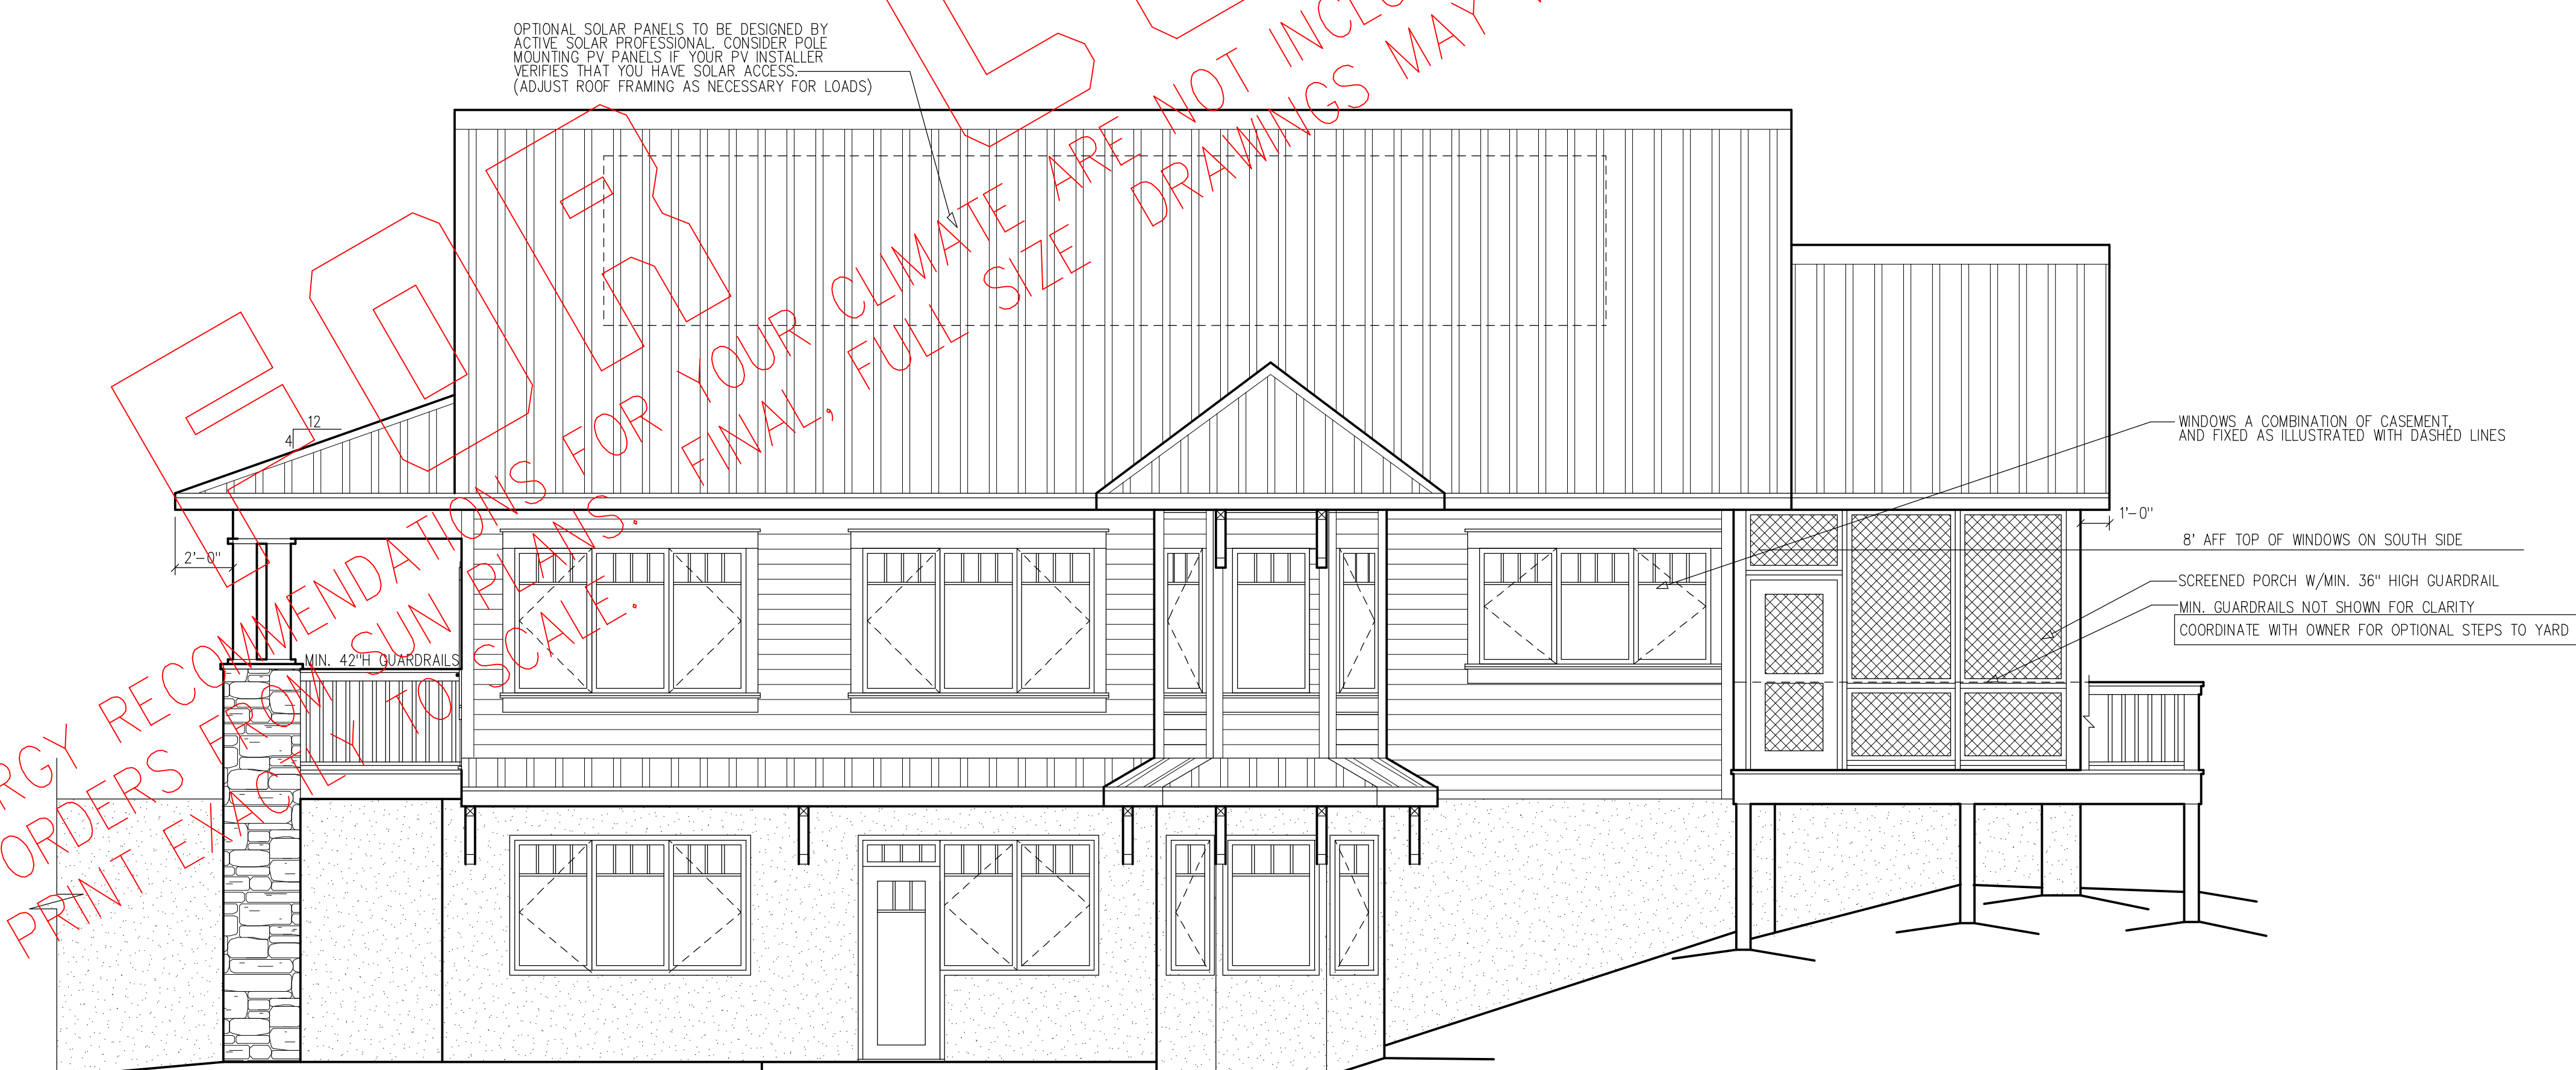 OPTIONAL SOLAR PANELS TO BE DESIGNED BY
ACTIVE SOLAR PROFESSIONAL. CONSIDER POLE
MOUNTING PV PANELS IF YOUR PV INSTALLER
VERIFIES THAT YOU HAVE SOLAR ACCESS.
(ADJUST ROOF FRAMING AS NECESSARY FOR LOADS)
12
4
2'-0"
MIN. 42"H GUARDRAILS
WINDOWS A COMBINATION OF CASEMENT,
AND FIXED AS ILLUSTRATED WITH DASHED LINES
1'-0"
8' AFF TOP OF WINDOWS ON SOUTH SIDE
SCREENED PORCH W/MIN. 36" HIGH GUARDRAIL
MIN. GUARDRAILS NOT SHOWN FOR CLARITY
COORDINATE WITH OWNER FOR OPTIONAL STEPS TO YARD
FOR
RGY RECOMMENDATIONS FOR YOUR CLIMATE ARE NOT INCLU
ORDERS FROM SUN PLANS. FINAL, FULL SIZE DRAWINGS MAY
PRINT EXACTLY TO SCALE.